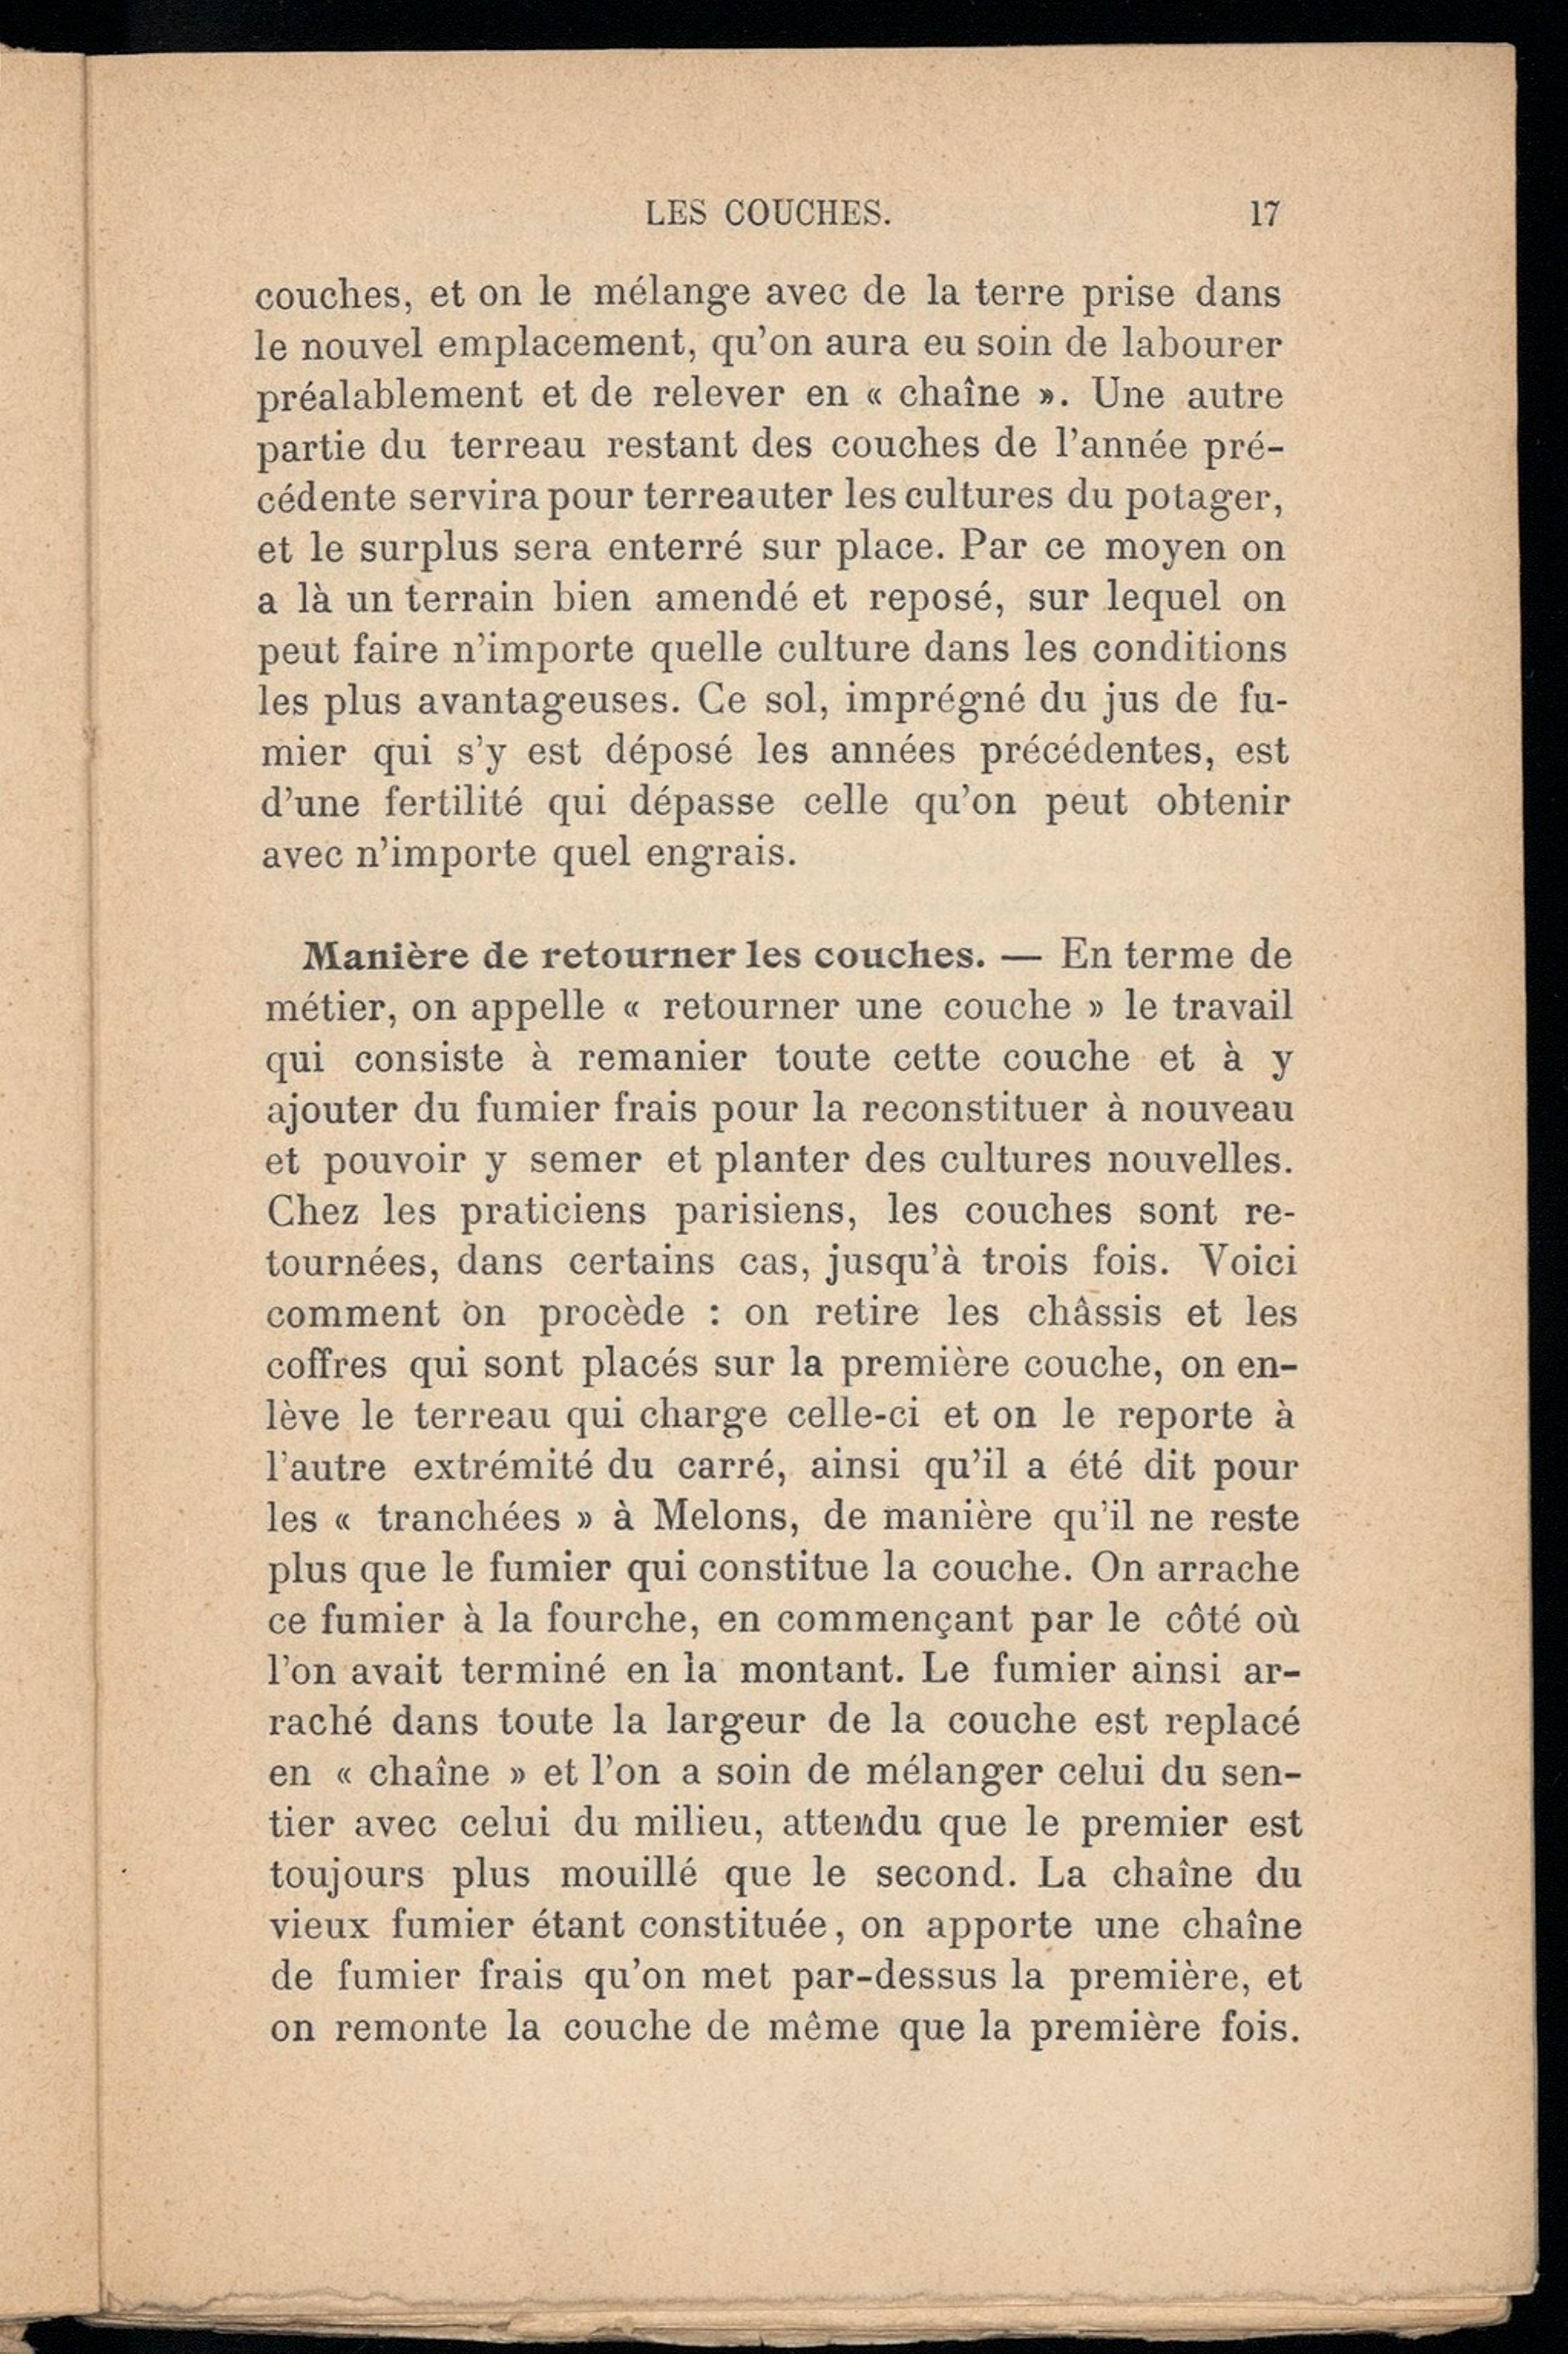 LES COUCHES. 17
couches, et on le mélange avec de la terre prise dans
le nouvel emplacement, qu'on aura eu soin de labourer
préalablement et de relever en « chaîne ». Une autre
partie du terreau restant des couches de l'année pré-
cédente servira pour terreauter les cultures du potager,
et le surplus sera enterré sur place. Par ce moyen on
a là un terrain bien amendé et reposé, sur lequel on
peut faire n'importe quelle culture dans les conditions
les plus avantageuses. Ce sol, imprégné du jus de fu-
mier qui s'y est déposé les années précédentes, est
d'une fertilité qui dépasse celle qu'on peut obtenir
avec n'importe quel engrais.
Manière de retourner les couches. — En terme de
métier, on appelle « retourner une couche » le travail
qui consiste à remanier toute cette couche et à y
ajouter du fumier frais pour la reconstituer à nouveau
et pouvoir y semer et planter des cultures nouvelles.
Chez les praticiens parisiens, les couches sont re-
tournées, dans certains cas, jusqu'à trois fois. Voici
comment on procède : on retire les châssis et les
coffres qui sont placés sur la première couche, on en-
lève le terreau qui charge celle-ci et on le reporte à
l'autre extrémité du carré, ainsi qu'il a été dit pour
les « tranchées » à Melons, de manière qu'il ne reste
plus que le fumier qui constitue la couche. On arrache
ce fumier à la fourche, en commençant par le côté où
l'on avait terminé en la montant. Le fumier ainsi ar-
raché dans toute la largeur de la couche est replacé
en « chaîne » et l'on a soin de mélanger celui du sen-
tier avec celui du milieu, attendu que le premier est
toujours plus mouillé que le second. La chaîne du
vieux fumier étant constituée, on apporte une chaîne
de fumier frais qu'on met par-dessus la première, et
on remonte la couche de même que la première fois.